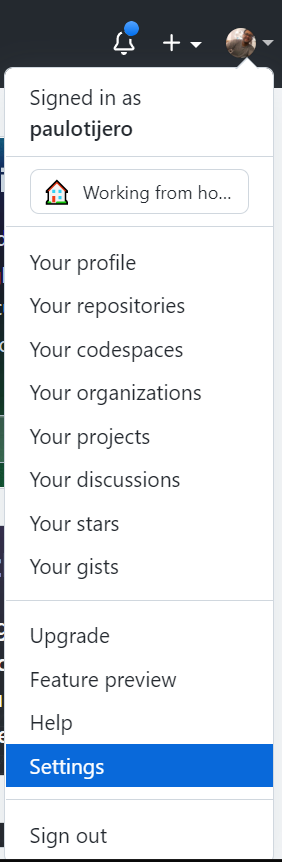 Signed in as
paulotijero
Working from ho...
Your profile
Your repositories
Your codespaces
Your organizations
Your projects
Your discussions
Your stars
Your gists
Upgrade
Feature preview
Help
Settings
Sign out